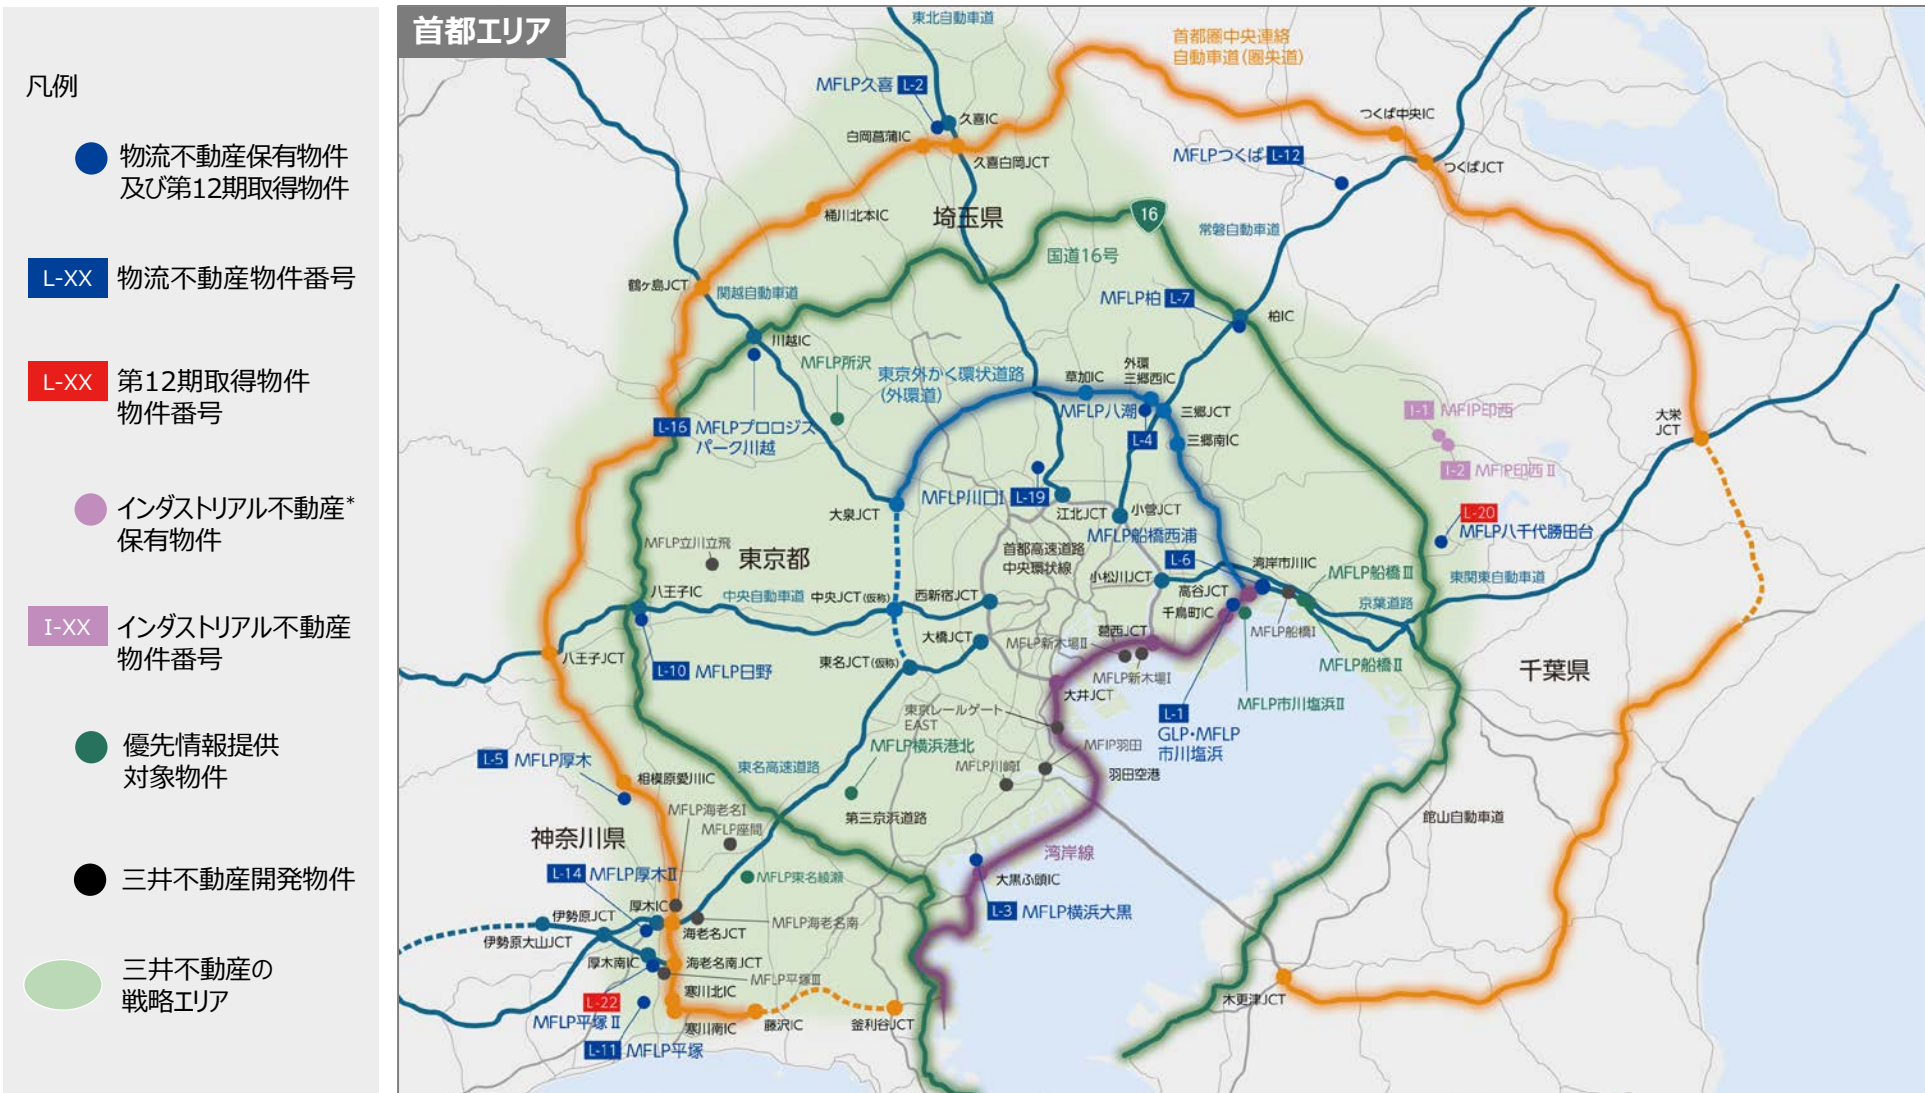 凡例
物流不動産保有物件
及び第12期取得物件
L-XX 物流不動産物件番号
L-XX 第12期取得物件
物件番号
インダストリアル不動産*
保有物件
I-XX インダストリアル不動産
物件番号
優先情報提供
対象物件
三井不動産開発物件
三井不動産の
戦略エリア
首都エリア
東北自動車道
首都圏中央連絡
自動車道(圏央道)
MFLP久喜 L-2
久喜IC
白岡菖蒲IC
久喜白岡JCT
つくば中央IC
MFLPつくば L-12
つくばJCT
桶川北本IC
埼玉県
16
常磐自動車道
国道16号
鶴ヶ島JCT
関越自動車道
MFLP柏 L-7
柏IC
川越IC
MFLP所沢
東京外かく環状道路
(外環道)
草加IC
外環
三郷西IC
MFLP八潮
三郷JCT
L-4
三郷南IC
L-16 MFLPプロロジス
パーク川越
I-1 MFIP印西
I-2 MFIP印西Ⅱ
大栄
JCT
MFLP川口Ⅰ L-19
大泉JCT
江北JCT
小菅JCT
L-20
MFLP八千代勝田台
MFLP船橋西浦
L-6
MFLP立川立飛
東京都
首都高速道路
中央環状線
小松川JCT
湾岸市川IC
MFLP船橋Ⅲ
東関東自動車道
八王子IC
中央自動車道
中央JCT(仮称)
西新宿JCT
高谷JCT
千鳥町IC
京葉道路
MFLP船橋Ⅰ
大橋JCT
葛西JCT
MFLP新木場Ⅱ
MFLP船橋Ⅱ
八王子JCT
L-10 MFLP日野
東名JCT(仮称)
MFLP新木場Ⅰ
千葉県
大井JCT
MFLP市川塩浜Ⅱ
東京レールゲート
EAST
L-1
GLP・MFLP
市川塩浜
L-5 MFLP厚木
東名高速道路
MFLP横浜港北
MFIP羽田
MFLP川崎Ⅰ
羽田空港
相模原愛川IC
MFLP海老名Ⅰ
MFLP座間
第三京浜道路
館山自動車道
神奈川県
湾岸線
L-14 MFLP厚木Ⅱ
MFLP東名綾瀬
大黒ふ頭IC
厚木IC
L-3 MFLP横浜大黒
伊勢原JCT
海老名JCT
MFLP海老名南
伊勢原大山JCT
厚木南IC
海老名南JCT
MFLP平塚Ⅲ
L-22
MFLP平塚Ⅱ
寒川北IC
木更津JCT
寒川南IC
藤沢IC
釜利谷JCT
L-11 MFLP平塚